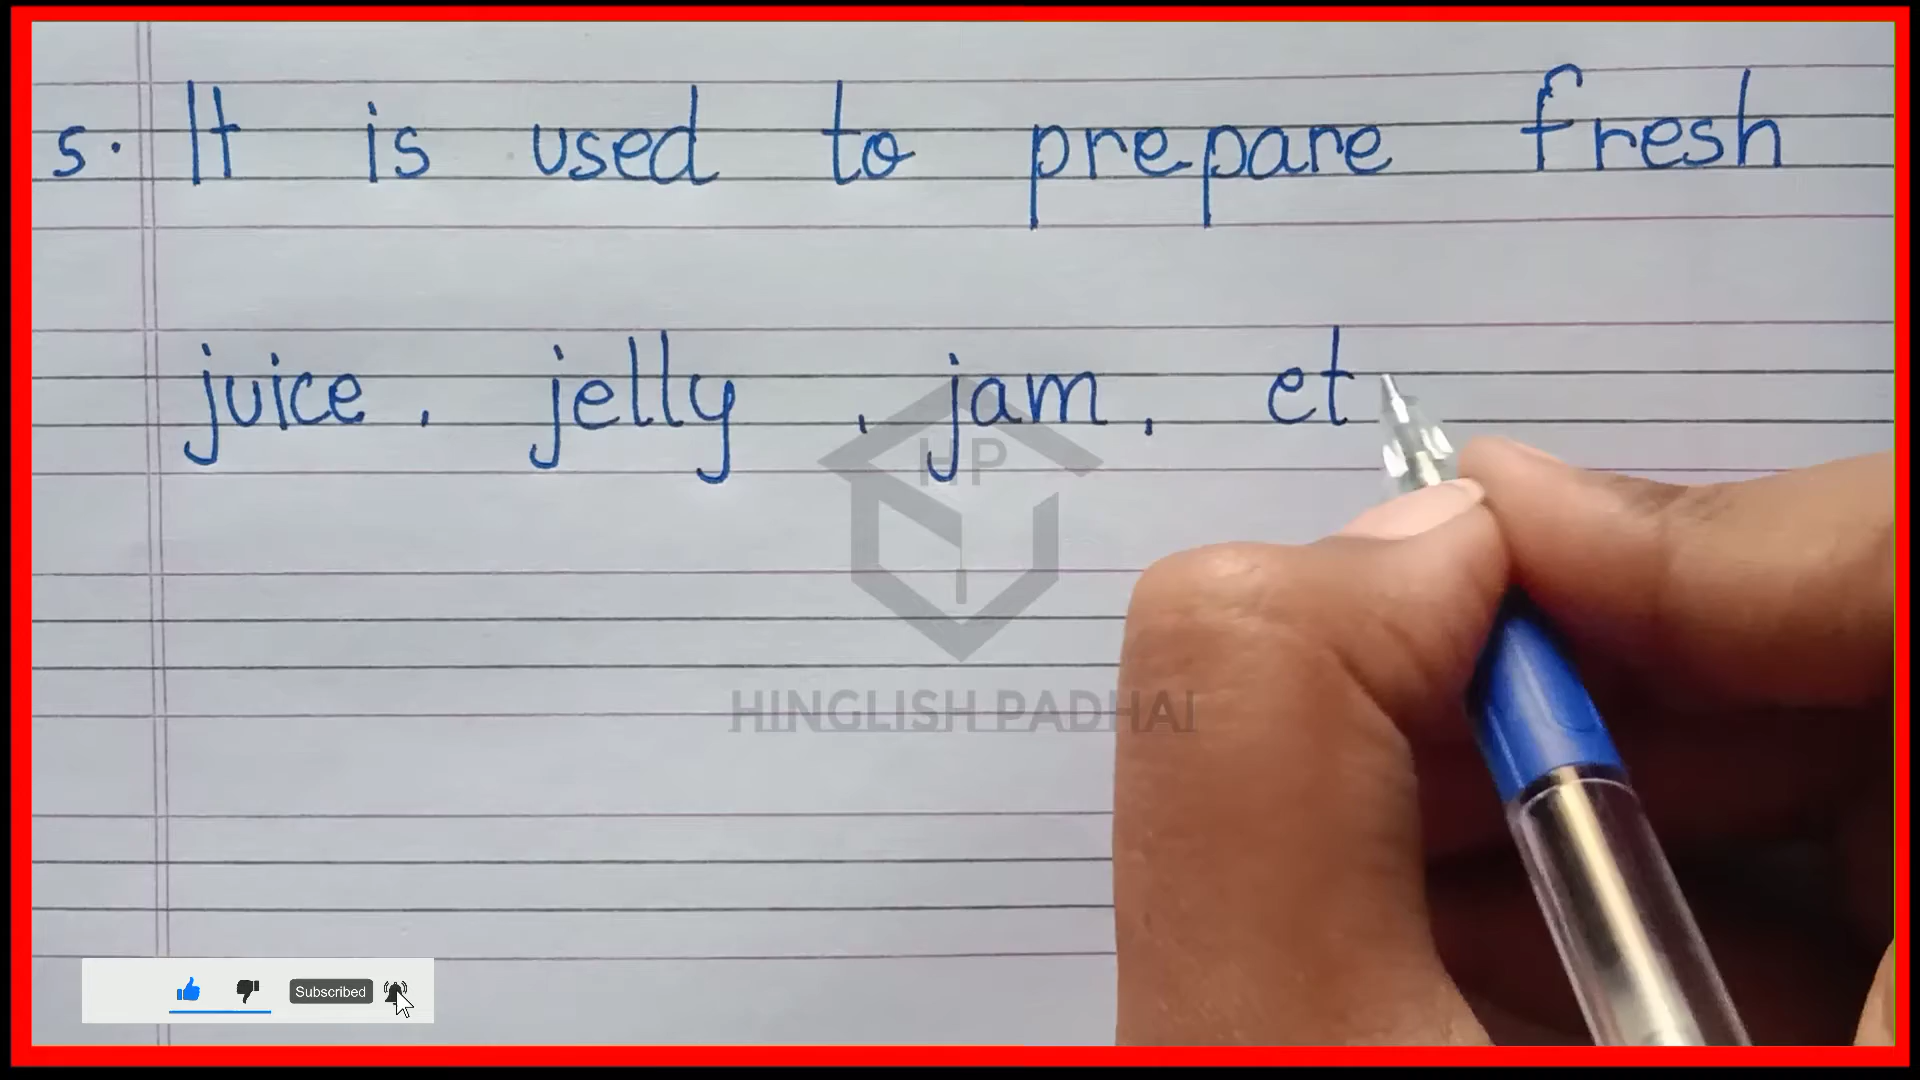 5. It is used to prepare fresh
juice, jelly, jam, et
HP
HINGLISH PADHAI
Subscribed